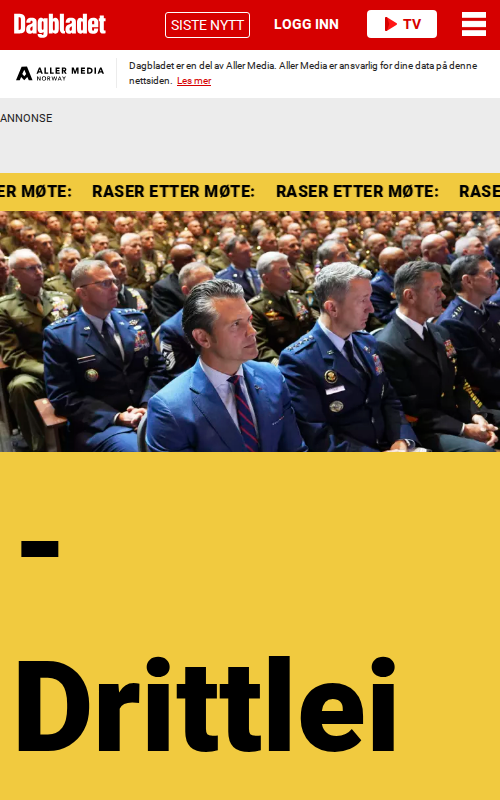 Dagbladet
SISTE NYTT
LOGG INN
TV
ALLER MEDIA
NORWAY
Dagbladet er en del av Aller Media. Aller Media er ansvarlig for dine data på denne
nettsiden. Les mer
ANNONSE
ER MØTE: RASER ETTER MØTE: RASER ETTER MØTE: RASE
-
Drittlei